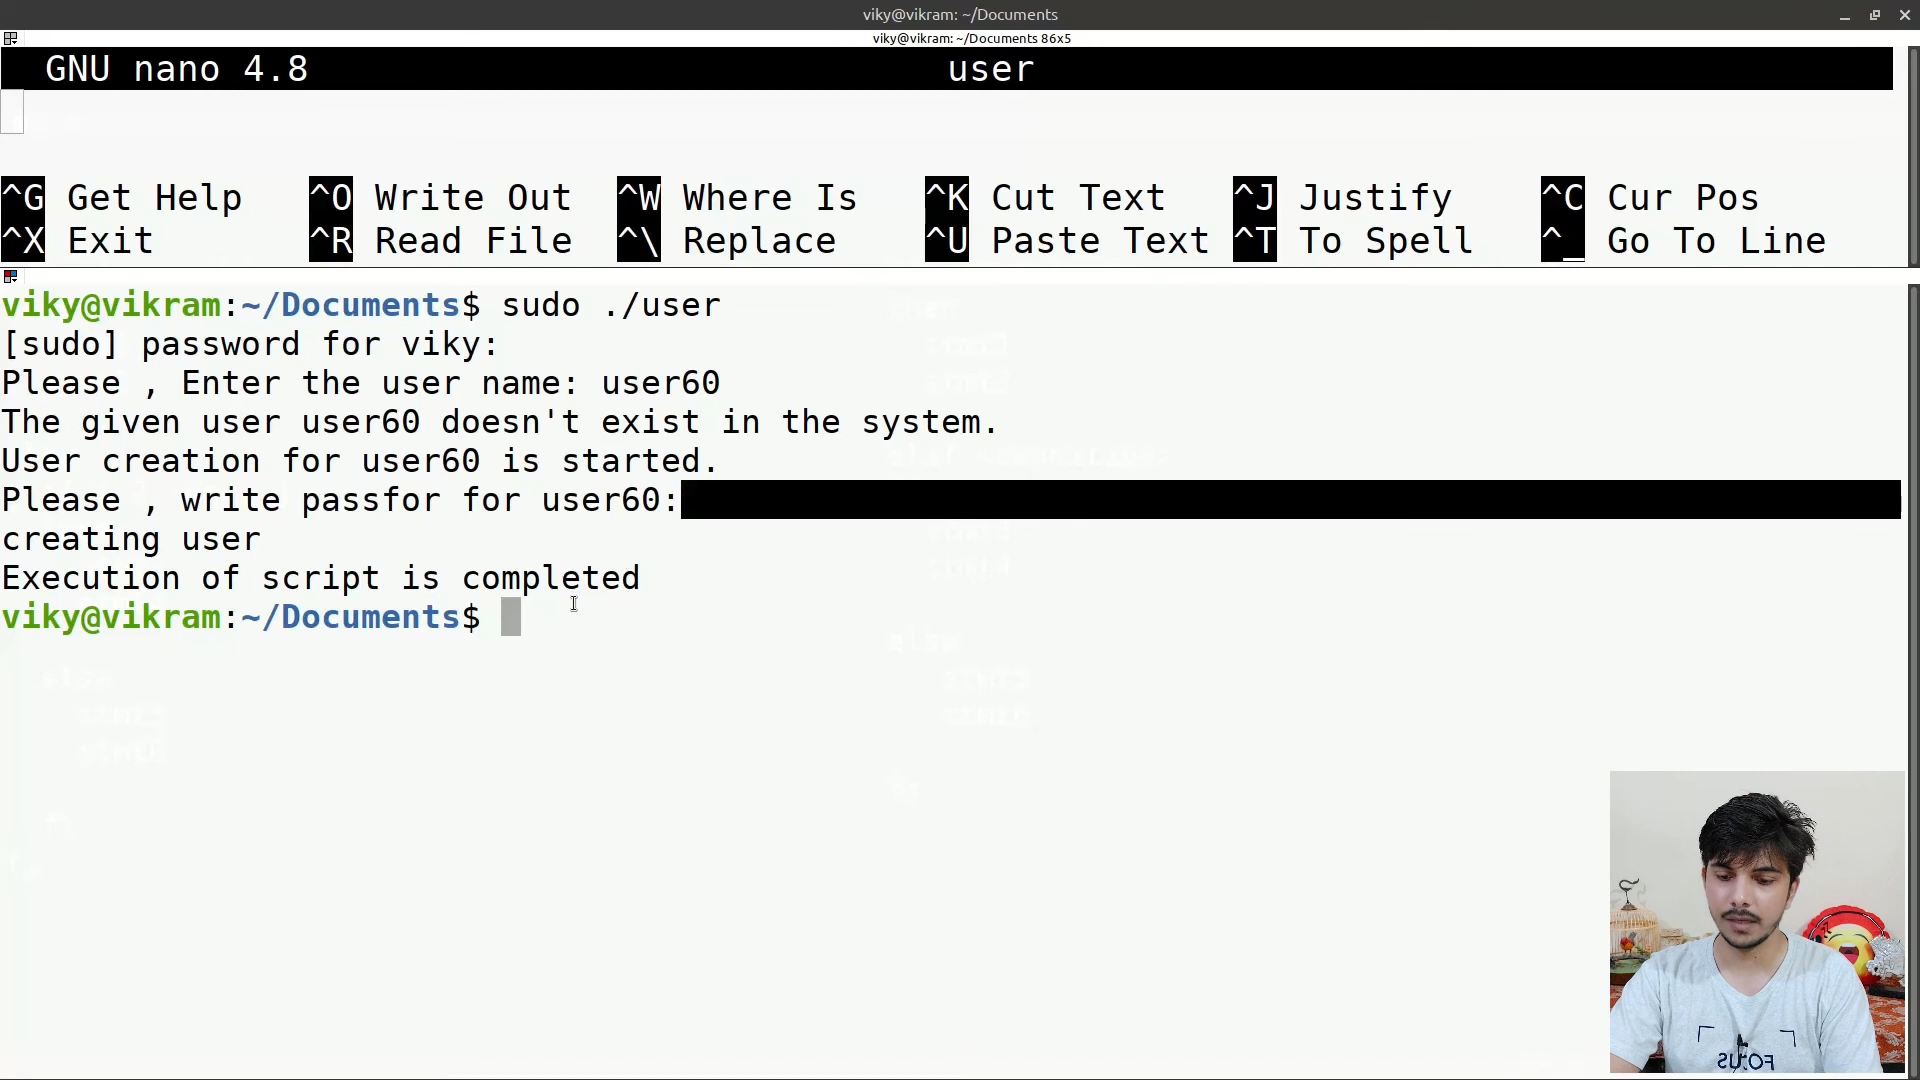 viky@vikram: ~/Documents
viky@vikram: ~/Documents 86x5
GNU nano 4.8 user
^G Get Help ^O Write Out ^W Where Is ^K Cut Text ^J Justify ^C Cur Pos
^X Exit ^R Read File ^\ Replace ^U Paste Text ^T To Spell ^_ Go To Line
viky@vikram:~/Documents$ sudo ./user
[sudo] password for viky:
Please , Enter the user name: user60
The given user user60 doesn't exist in the system.
User creation for user60 is started.
Please , write passfor for user60:
creating user
Execution of script is completed
viky@vikram:~/Documents$
else
else